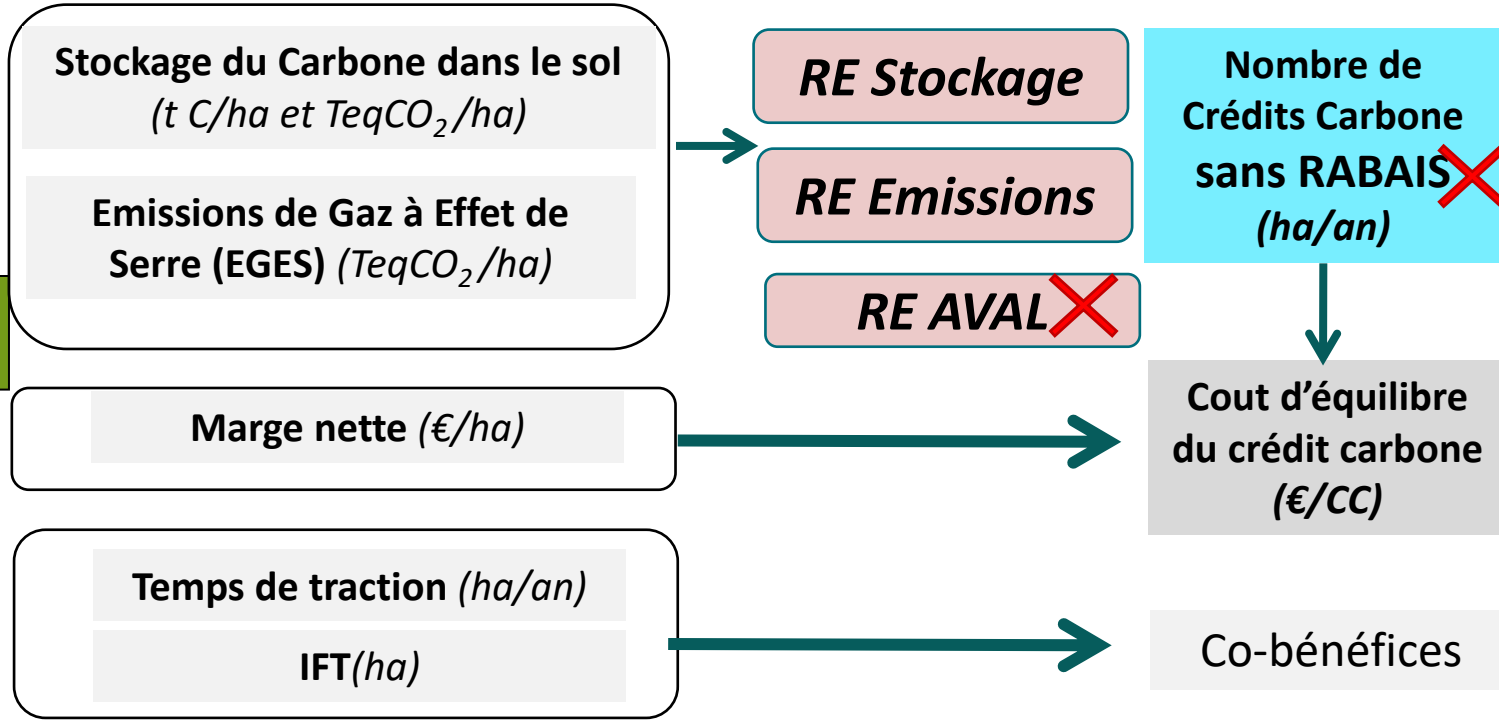 Stockage du Carbone dans le sol
(t C/ha et TeqCO₂/ha)
Emissions de Gaz à Effet de
Serre (EGES) (TeqCO₂/ha)
RE Stockage
RE Emissions
RE AVAL
Nombre de
Crédits Carbone
sans RABAIS
(ha/an)
Marge nette (€/ha)
Cout d’équilibre
du crédit carbone
(€/CC)
Temps de traction (ha/an)
IFT(ha)
Co-bénéfices